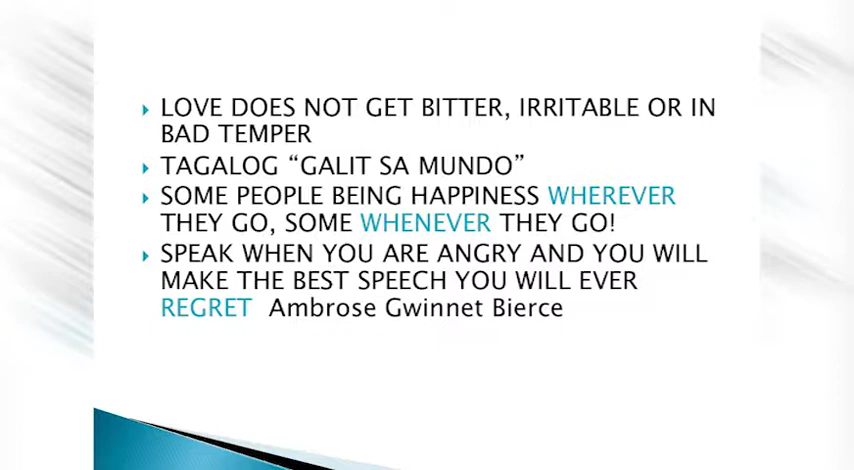 LOVE DOES NOT GET BITTER, IRRITABLE OR IN
BAD TEMPER
TAGALOG “GALIT SA MUNDO”
SOME PEOPLE BEING HAPPINESS WHEREVER
THEY GO, SOME WHENEVER THEY GO!
SPEAK WHEN YOU ARE ANGRY AND YOU WILL
MAKE THE BEST SPEECH YOU WILL EVER
REGRET Ambrose Gwinnet Bierce